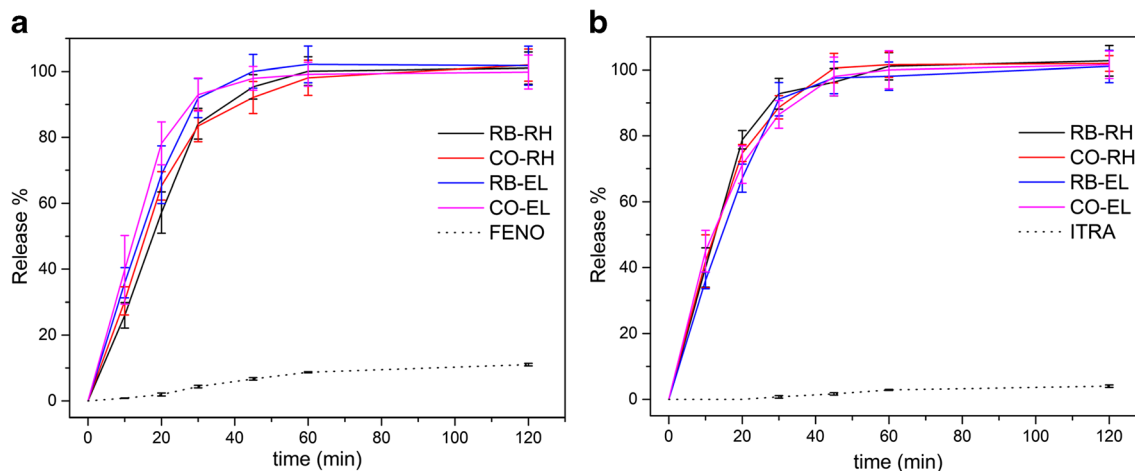 a
Release %
100
80
60
40
20
0
RB-RH
CO-RH
RB-EL
CO-EL
FENO
0 20 40 60 80 100 120
time (min)
b
Release %
100
80
60
40
20
0
RB-RH
CO-RH
RB-EL
CO-EL
ITRA
0 20 40 60 80 100 120
time (min)